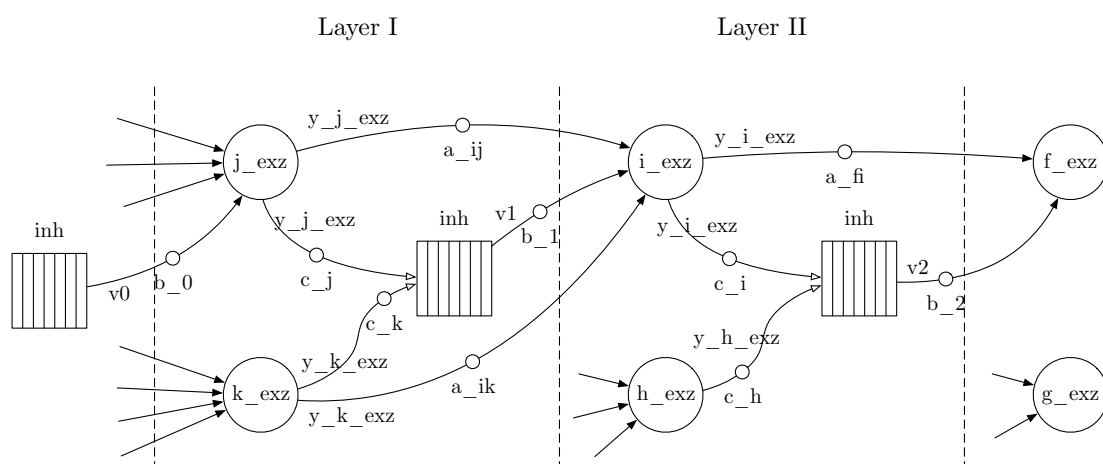 Layer I
Layer II
y_j_exz
a_ij
y_i_exz
a_fi
j_exz
i_exz
f_exz
inh
y_j_exz
inh
v1
b_1
y_i_exz
inh
v0
b_0
c_j
c_k
c_i
v2
b_2
y_k_exz
y_h_exz
k_exz
y_k_exz
a_ik
h_exz
c_h
g_exz